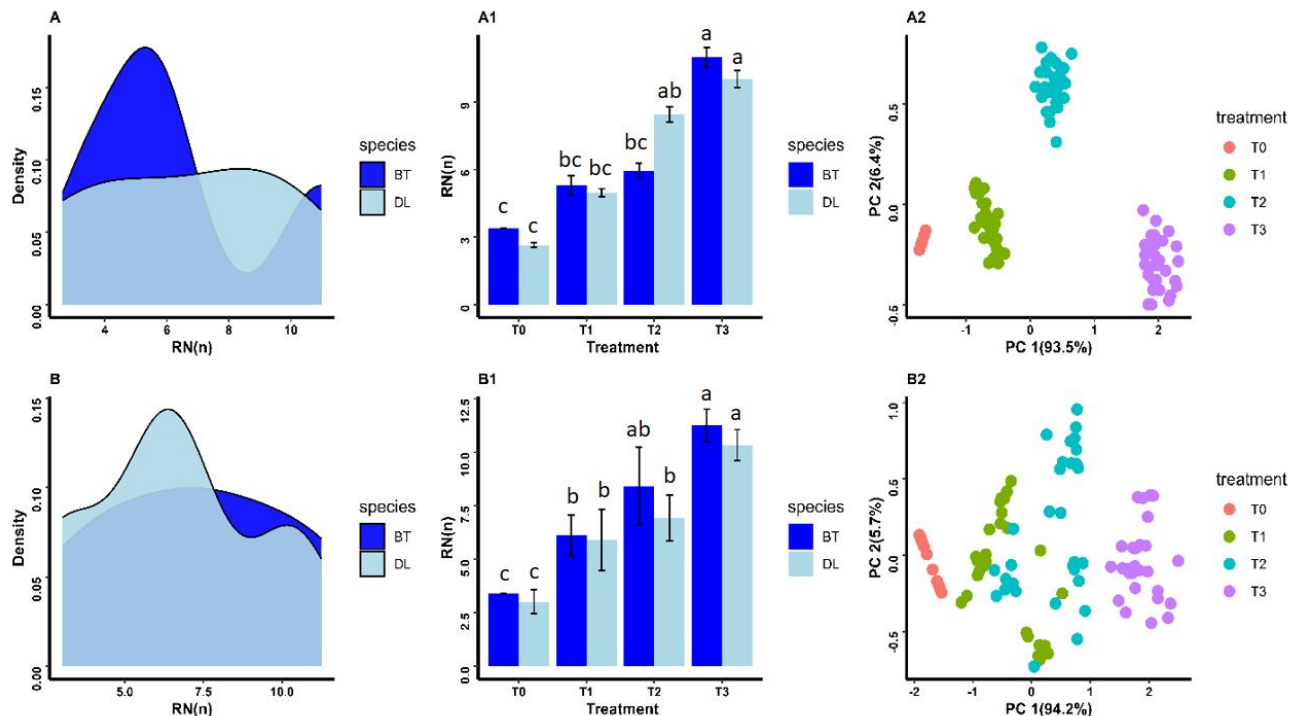 A
Density
0.00
0.05
0.10
0.15
4 6 8 10
RN(n)
species
BT
DL
A1
RN(n)
0
3
6
9
c c bc bc bc ab a a
T0 T1 T2 T3
Treatment
species
BT
DL
A2
PC 2(6.4%)
-0.5
0.0
0.5
-1 0 1 2
PC 1(93.5%)
treatment
T0
T1
T2
T3
B
Density
0.00
0.05
0.10
0.15
5.0 7.5 10.0
RN(n)
species
BT
DL
B1
RN(n)
0.0
2.5
5.0
7.5
10.0
12.5
c c b b ab b a a
T0 T1 T2 T3
Treatment
species
BT
DL
B2
PC 2(5.7%)
-0.5
0.0
0.5
1.0
-2 -1 0 1 2
PC 1(94.2%)
treatment
T0
T1
T2
T3